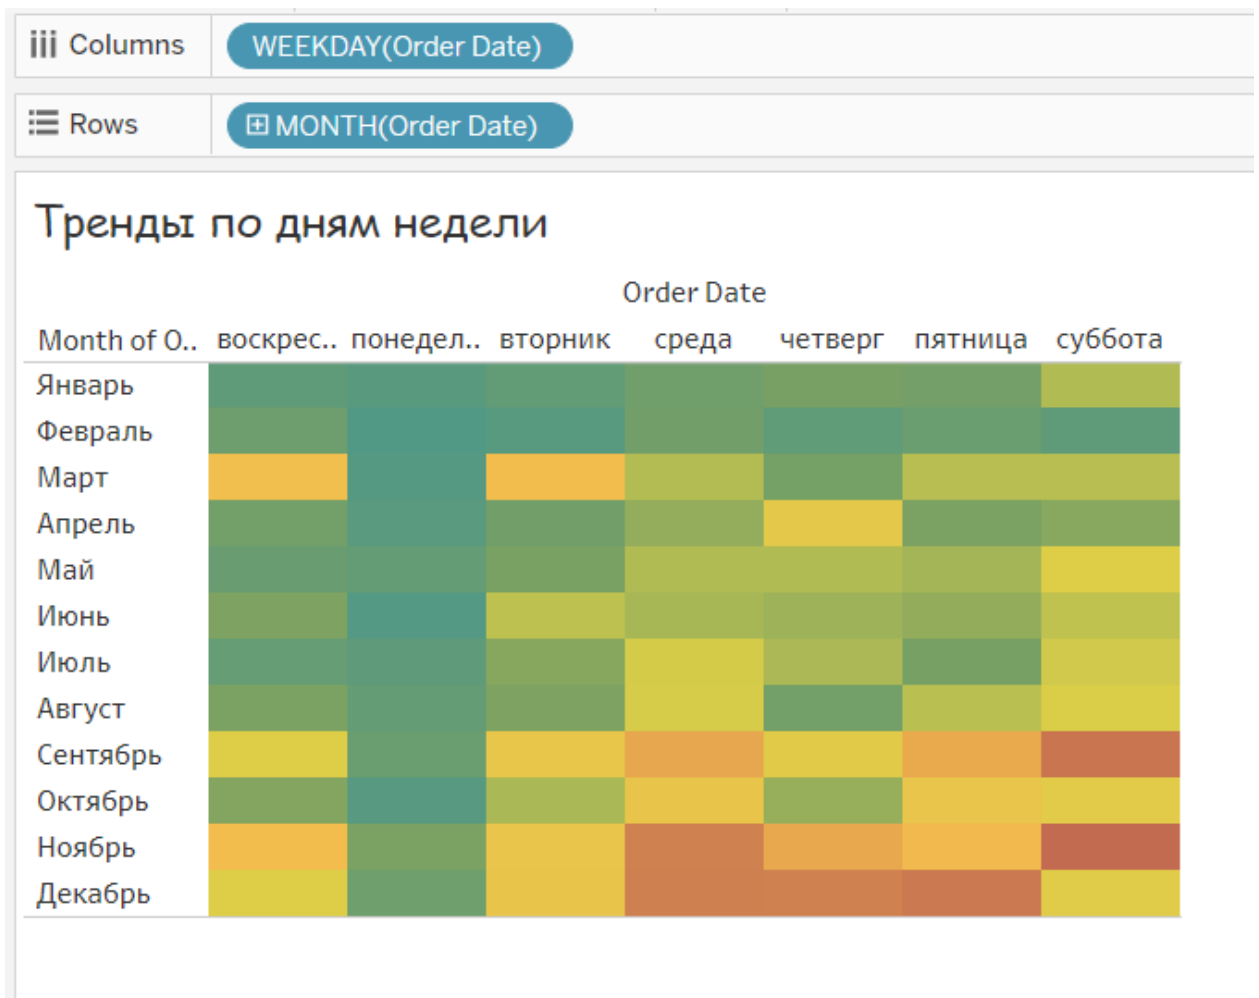 Columns WEEKDAY(Order Date)
Rows MONTH(Order Date)
Тренды по дням недели
Order Date
Month of O.. воскрес.. понедел.. вторник среда четверг пятница суббота
Январь
Февраль
Март
Апрель
Май
Июнь
Июль
Август
Сентябрь
Октябрь
Ноябрь
Декабрь